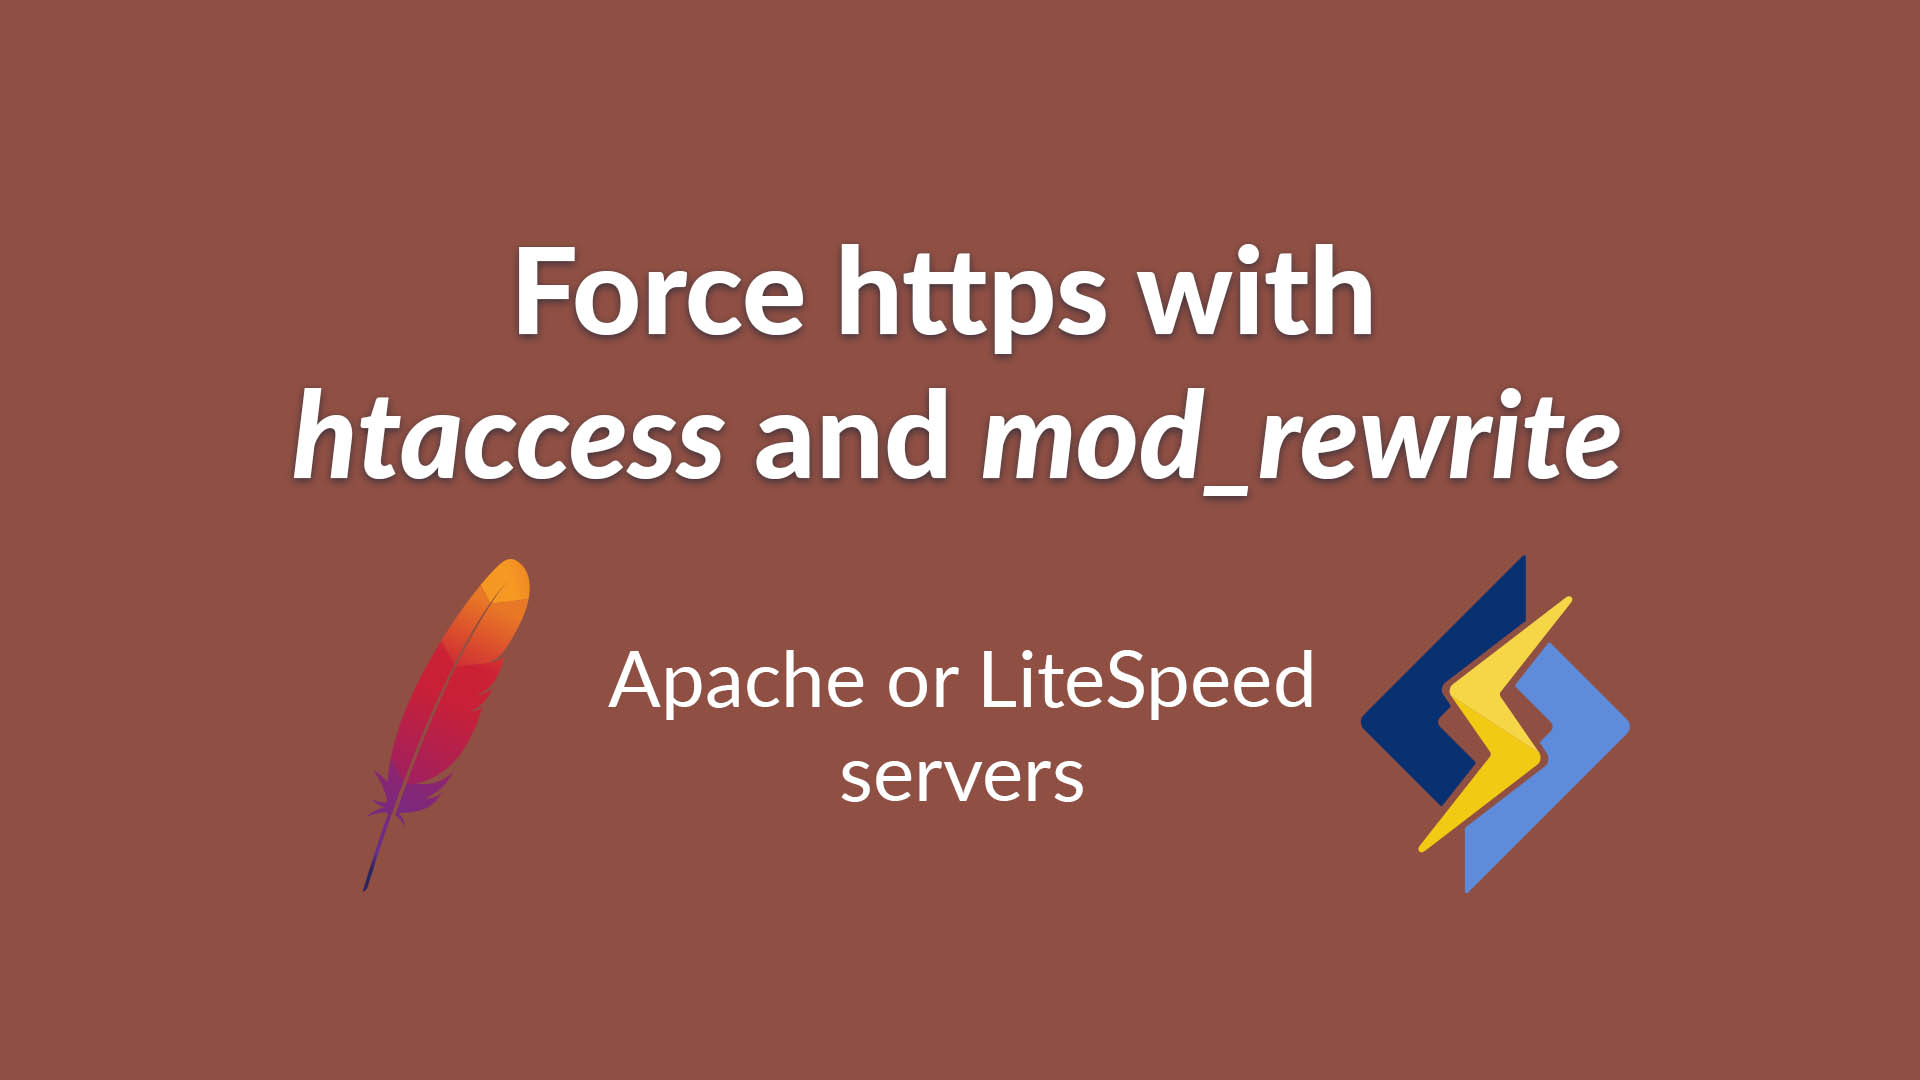 Force https with
htaccess and mod_rewrite
Apache or LiteSpeed
servers